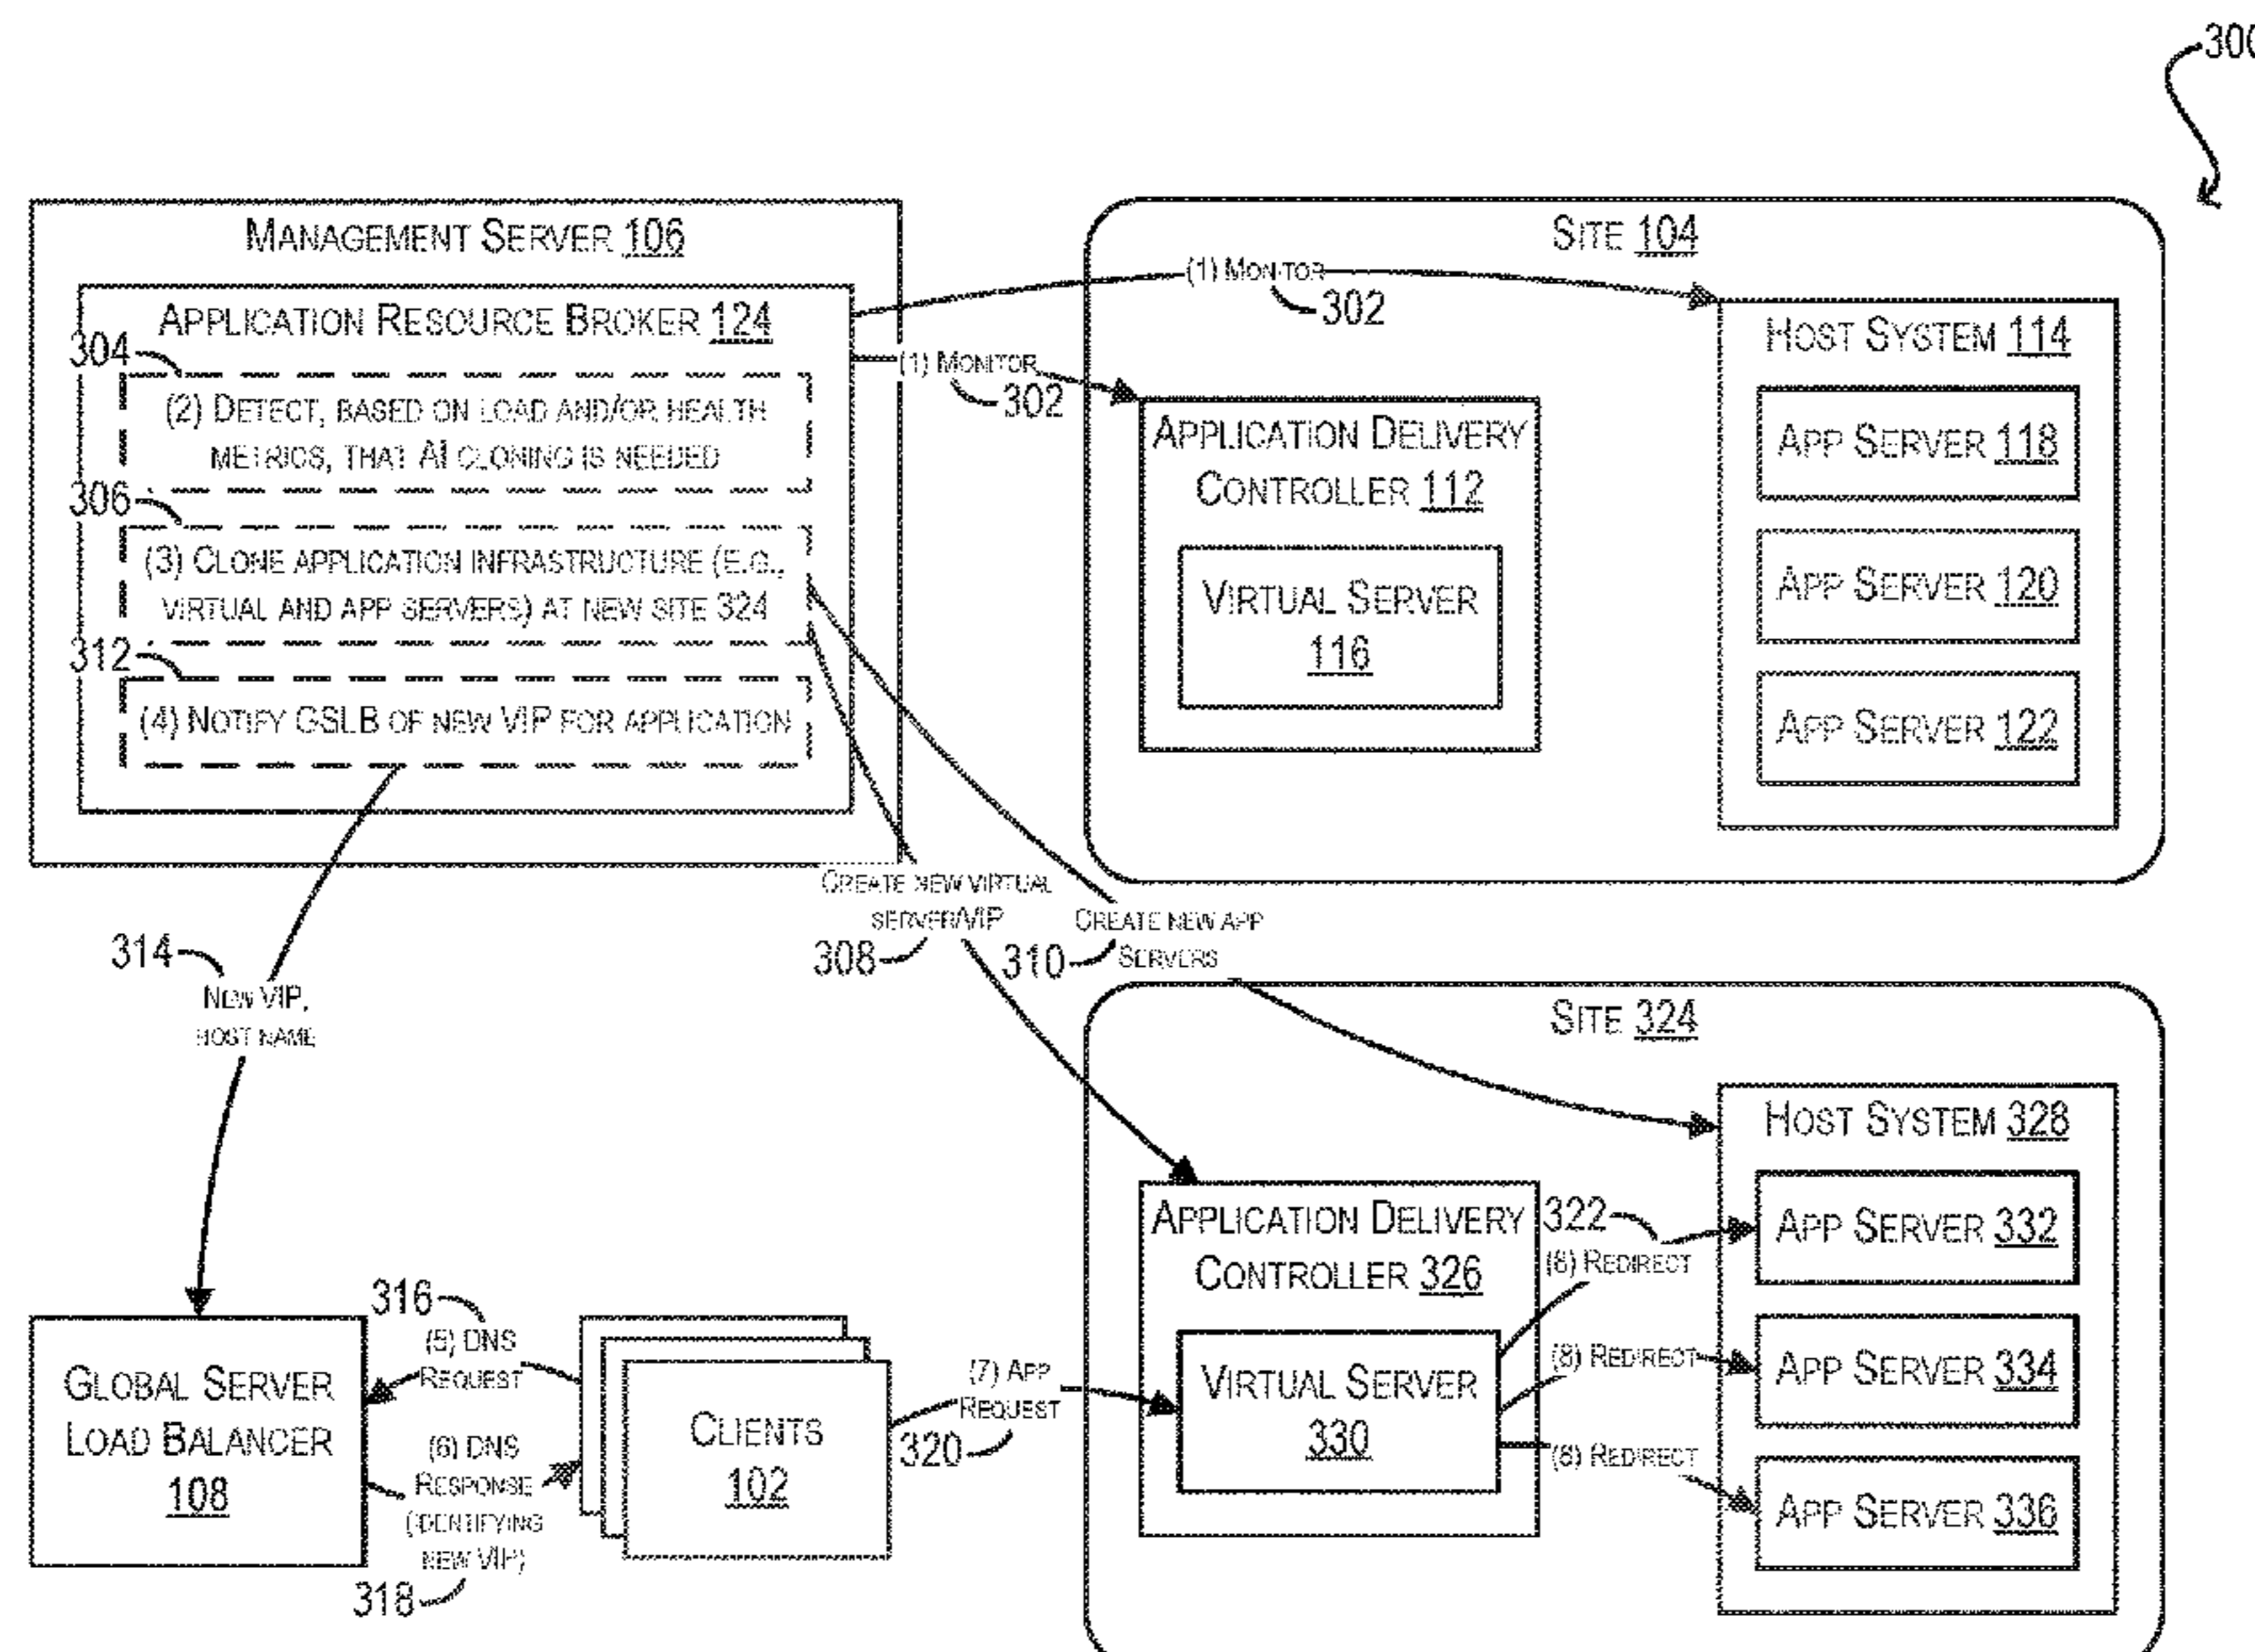 300
MANAGEMENT SERVER 106
APPLICATION RESOURCE BROKER 124
304
(2) DETECT, BASED ON LOAD AND/OR HEALTH
METRICS, THAT AI CLONING IS NEEDED
306
(3) CLONE APPLICATION INFRASTRUCTURE (E.G.,
VIRTUAL AND APP SERVERS) AT NEW SITE 324
312
(4) NOTIFY GSLB OF NEW VIP FOR APPLICATION
SITE 104
(1) MONITOR
302
(1) MONITOR
302
APPLICATION DELIVERY
CONTROLLER 112
VIRTUAL SERVER
116
HOST SYSTEM 114
APP SERVER 118
APP SERVER 120
APP SERVER 122
CREATE NEW VIRTUAL
SERVER/VIP
308
CREATE NEW APP
SERVERS
310
314
NEW VIP,
HOST NAME
SITE 324
APPLICATION DELIVERY
CONTROLLER 326
VIRTUAL SERVER
330
322
(8) REDIRECT
(8) REDIRECT
(8) REDIRECT
HOST SYSTEM 328
APP SERVER 332
APP SERVER 334
APP SERVER 336
GLOBAL SERVER
LOAD BALANCER
108
316
(5) DNS
REQUEST
(6) DNS
RESPONSE
(IDENTIFYING
NEW VIP)
318
CLIENTS
102
(7) APP
REQUEST
320